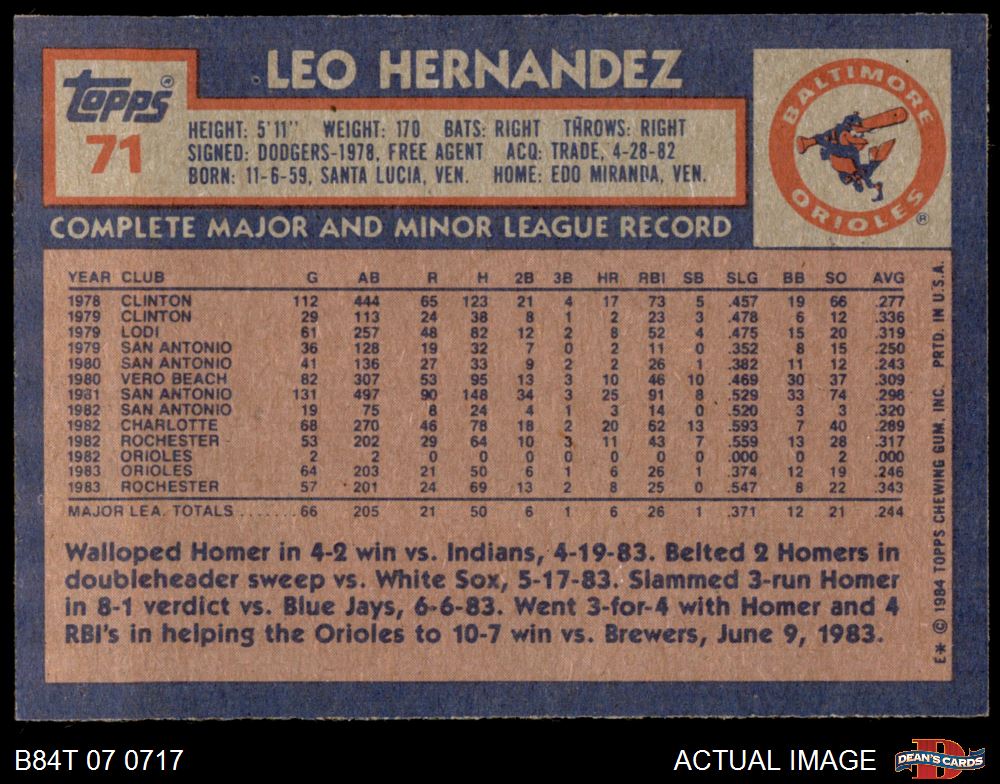 LEO HERNANDEZ
Topps®
71
HEIGHT: 5'11" WEIGHT: 170 BATS: RIGHT THROWS: RIGHT
SIGNED: DODGERS-1978, FREE AGENT ACQ: TRADE, 4-28-82
BORN: 11-6-59, SANTA LUCIA, VEN. HOME: EDO MIRANDA, VEN.
BALTIMORE
ORIOLES ®
COMPLETE MAJOR AND MINOR LEAGUE RECORD
YEAR CLUB G AB R H 2B 3B HR RBI SB SLG BB SO AVG
1978 CLINTON 112 444 65 123 21 4 17 73 5 .457 19 66 .277
1979 CLINTON 29 113 24 38 8 1 2 23 3 .478 6 12 .336
1979 LODI 61 257 48 82 12 2 8 52 4 .475 15 20 .319
1979 SAN ANTONIO 36 128 19 32 7 0 2 11 0 .352 8 15 .250
1980 SAN ANTONIO 41 136 27 33 9 2 2 26 1 .382 11 12 .243
1980 VERO BEACH 82 307 53 95 13 3 10 46 10 .469 30 37 .309
1981 SAN ANTONIO 131 497 90 148 34 3 25 91 8 .529 33 74 .298
1982 SAN ANTONIO 19 75 8 24 4 1 3 14 0 .520 3 3 .320
1982 CHARLOTTE 68 270 46 78 18 2 20 62 13 .593 7 40 .289
1982 ROCHESTER 53 202 29 64 10 3 11 43 7 .559 13 28 .317
1982 ORIOLES 2 2 0 0 0 0 0 0 0 .000 0 2 .000
1983 ORIOLES 64 203 21 50 6 1 6 26 1 .374 12 19 .246
1983 ROCHESTER 57 201 24 69 13 2 8 25 0 .547 8 22 .343
MAJOR LEA. TOTALS ....... 66 205 21 50 6 1 6 26 1 .371 12 21 .244
Walloped Homer in 4-2 win vs. Indians, 4-19-83. Belted 2 Homers in
doubleheader sweep vs. White Sox, 5-17-83. Slammed 3-run Homer
in 8-1 verdict vs. Blue Jays, 6-6-83. Went 3-for-4 with Homer and 4
RBI's in helping the Orioles to 10-7 win vs. Brewers, June 9, 1983.
E* © 1984 TOPPS CHEWING GUM, INC. PRTD. IN U.S.A.
B84T 07 0717
ACTUAL IMAGE
D
DEAN'S CARDS